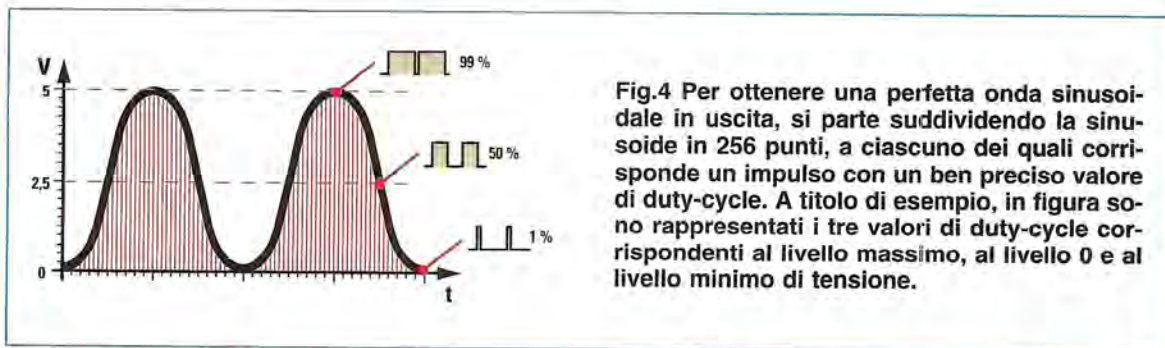 V
5
2,5
0
t
99 %
50 %
1 %
Fig.4 Per ottenere una perfetta onda sinusoi-
dale in uscita, si parte suddividendo la sinu-
soide in 256 punti, a ciascuno dei quali corri-
sponde un impulso con un ben preciso valore
di duty-cycle. A titolo di esempio, in figura so-
no rappresentati i tre valori di duty-cycle cor-
rispondenti al livello massimo, al livello 0 e al
livello minimo di tensione.